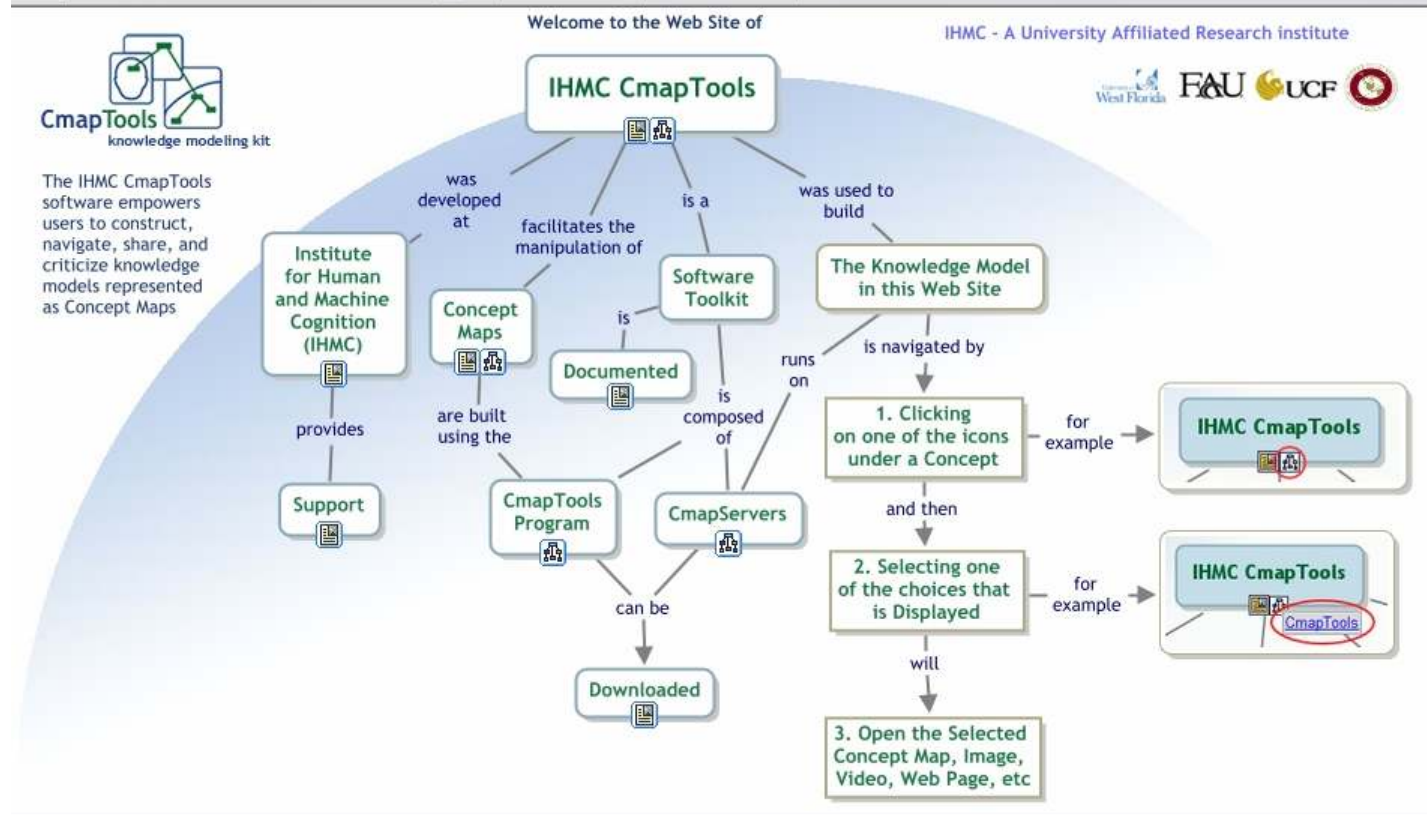 Welcome to the Web Site of
IHMC - A University Affiliated Research institute
IHMC CmapTools
West Florida
FAU
UCF
CmapTools
knowledge modeling kit
The IHMC CmapTools
software empowers
users to construct,
navigate, share, and
criticize knowledge
models represented
as Concept Maps
was
developed
at
facilitates the
manipulation of
is a
was used to
build
Institute
for Human
and Machine
Cognition
(IHMC)
Concept
Maps
Software
Toolkit
The Knowledge Model
in this Web Site
is
Documented
provides
are built
using the
is
composed
of
runs
on
is navigated by
Support
CmapTools
Program
CmapServers
can be
Downloaded
1. Clicking
on one of the icons
under a Concept
for
example
IHMC CmapTools
and then
2. Selecting one
of the choices that
is Displayed
for
example
IHMC CmapTools
CmapTools
will
3. Open the Selected
Concept Map, Image,
Video, Web Page, etc